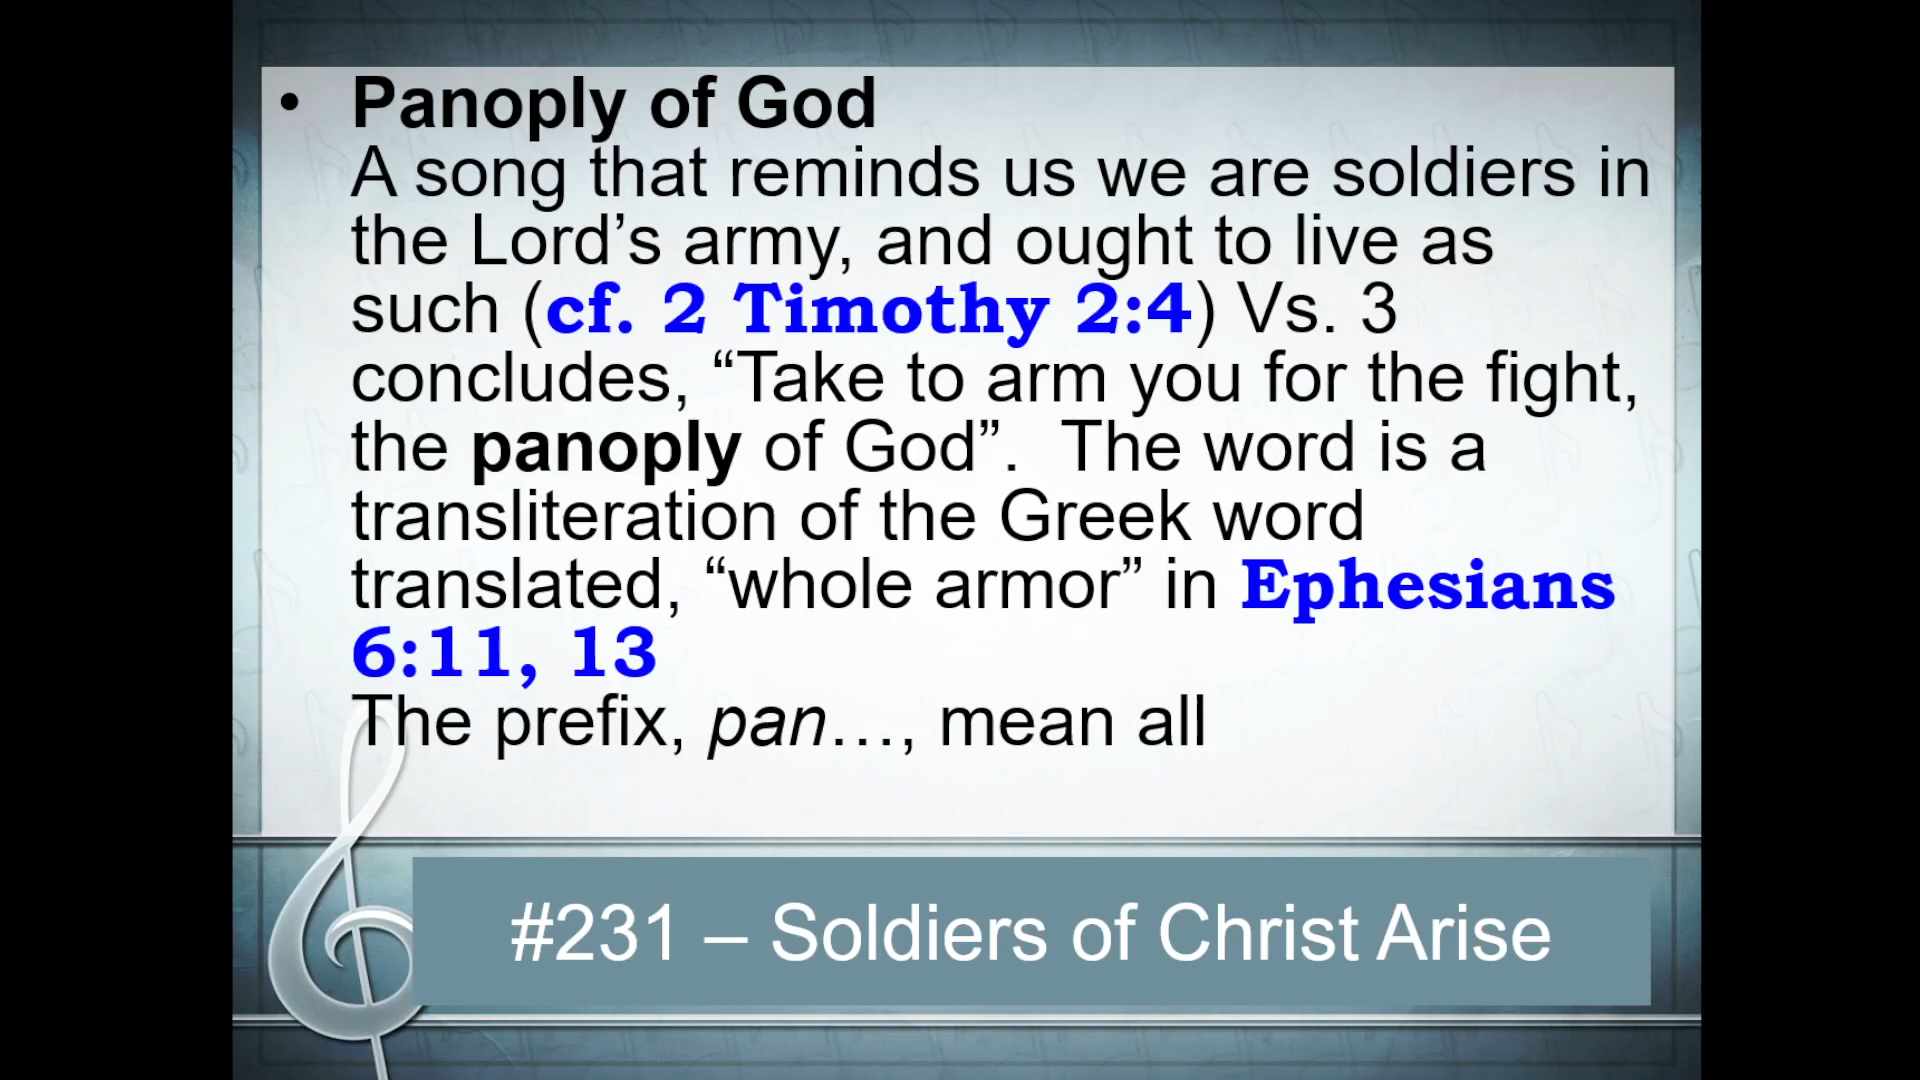 • Panoply of God
A song that reminds us we are soldiers in
the Lord’s army, and ought to live as
such (cf. 2 Timothy 2:4) Vs. 3
concludes, “Take to arm you for the fight,
the panoply of God”.  The word is a
transliteration of the Greek word
translated, “whole armor” in Ephesians
6:11, 13
The prefix, pan…, mean all
#231 – Soldiers of Christ Arise